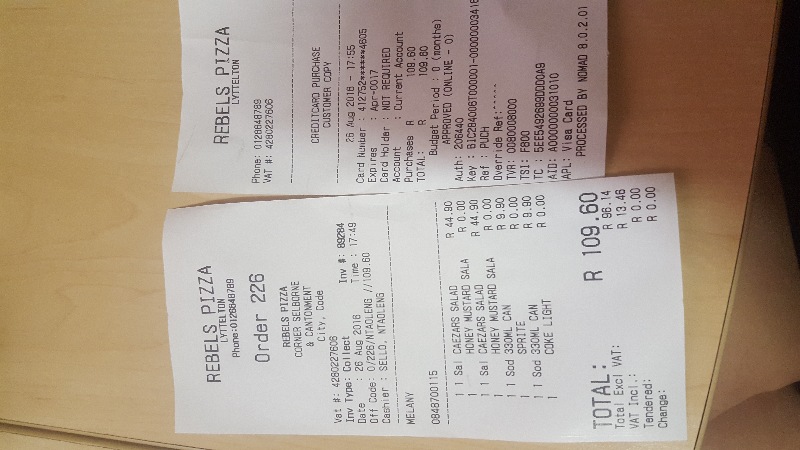 REBELS PIZZA
LYTTELTON
Phone:0126648789
Order 226
REBELS PIZZA
CORNER SELBORNE
& CANTONMENT
City, Code
Vat #: 4280227606
Inv Type: Collect Inv #: 89284
Date : 26 Aug 2016 Time : 17:49
Off Code: 0/226/NTAOLENG //109.60
Cashier : SELLO, NTAOLENG
MELANY
0848700115
1 1 Sal CAEZARS SALAD R 44.90
1 HONEY MUSTARD SALA R 0.00
1 1 Sal CAEZARS SALAD R 44.90
1 HONEY MUSTARD SALA R 0.00
1 1 Sod 330ML CAN R 9.90
1 SPRITE R 0.00
1 1 Sod 330ML CAN R 9.90
1 COKE LIGHT R 0.00
TOTAL: R 109.60
Total Excl VAT: R 96.14
VAT Incl.: R 13.46
Tendered: R 0.00
Change: R 0.00
REBELS PIZZA
LYTTELTON
Phone: 0126648789
VAT #: 4280227606
CREDITCARD PURCHASE
CUSTOMER COPY
26 Aug 2016 - 17:55
Card Number : 412752******4605
Expires : Apr-0017
Card Holder : NOT REQUIRED
Account : Current Account
Purchases R 109.60
TOTAL: R 109.60
Budget Period : 0 (months)
APPROVED (ONLINE - 0)
Auth: 206440
Key : BIC284006T000001-0000000341
Ref : PUCH
Override Ref:^^^^^
TVR: 0080008000
TSI: F800
TC : 5EE5492699DDD0A9
AID: A0000000031010
APL: Visa Card
PROCESSED BY NOMAD 8.0.2.01